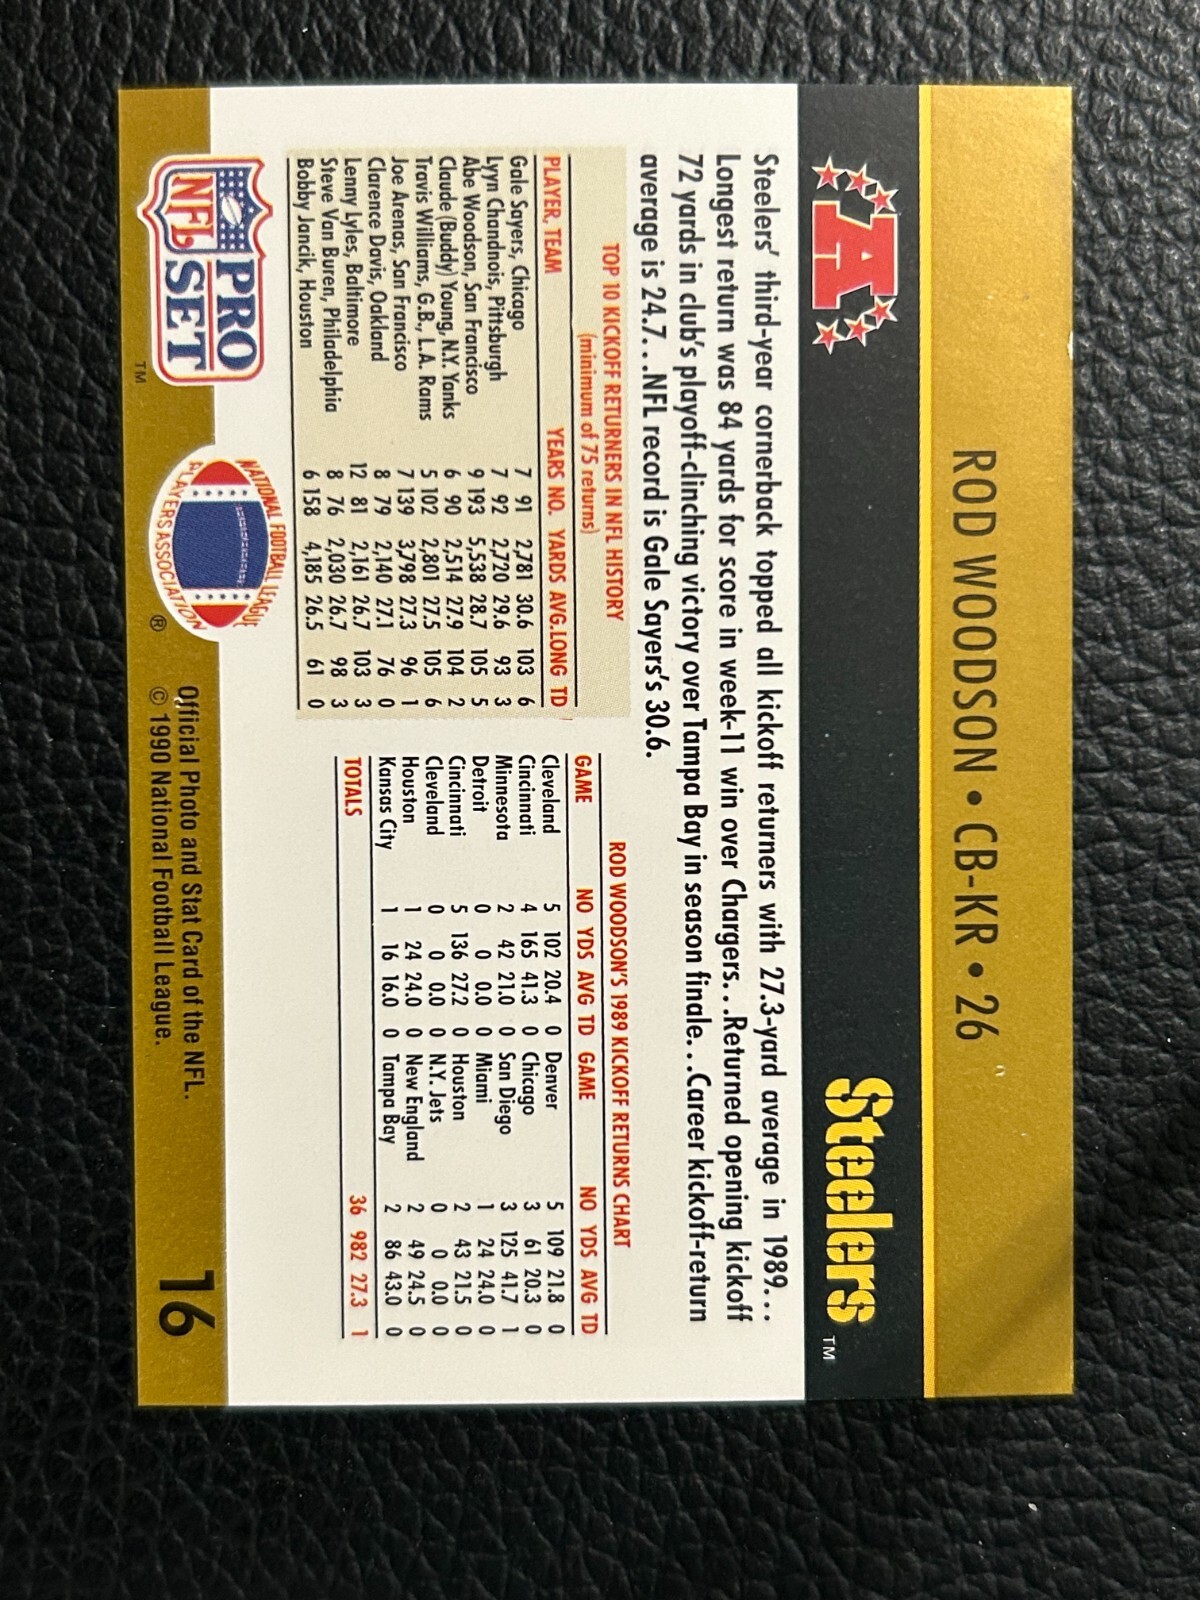 ROD WOODSON • CB-KR • 26
A
Steelers™
Steelers' third-year cornerback topped all kickoff returners with 27.3-yard average in 1989...
Longest return was 84 yards for score in week-11 win over Chargers...Returned opening kickoff
72 yards in club's playoff-clinching victory over Tampa Bay in season finale...Career kickoff-return
average is 24.7...NFL record is Gale Sayers's 30.6.
TOP 10 KICKOFF RETURNERS IN NFL HISTORY
(minimum of 75 returns)
PLAYER, TEAM YEARS NO. YARDS AVG. LONG TD
Gale Sayers, Chicago 7 91 2,781 30.6 103 6
Lyyn Chandnois, Pittsburgh 7 92 2,720 29.6 93 3
Abe Woodson, San Francisco 9 193 5,538 28.7 105 5
Claude (Buddy) Young, N.Y. Yanks 6 90 2,514 27.9 104 2
Travis Williams, G.B., L.A. Rams 5 102 2,801 27.5 105 6
Joe Arenas, San Francisco 7 139 3,798 27.3 96 1
Clarence Davis, Oakland 8 79 2,140 27.1 76 0
Lenny Lyles, Baltimore 12 81 2,161 26.7 103 3
Steve Van Buren, Philadelphia 8 76 2,030 26.7 98 3
Bobby Jancik, Houston 6 158 4,185 26.5 61 0
ROD WOODSON'S 1989 KICKOFF RETURNS CHART
GAME NO YDS AVG TD GAME NO YDS AVG TD
Cleveland 5 102 20.4 0 Denver 5 109 21.8 0
Cincinnati 4 165 41.3 0 Chicago 3 61 20.3 0
Minnesota 2 42 21.0 0 San Diego 3 125 41.7 1
Detroit 0 0 0.0 0 Miami 1 24 24.0 0
Cincinnati 5 136 27.2 0 Houston 2 43 21.5 0
Cleveland 0 0 0.0 0 N.Y. Jets 0 0 0.0 0
Houston 1 24 24.0 0 New England 2 49 24.5 0
Kansas City 1 16 16.0 0 Tampa Bay 2 86 43.0 0
TOTALS 36 982 27.3 1
NFL PRO SET™
NATIONAL FOOTBALL LEAGUE
PLAYERS ASSOCIATION®
Official Photo and Stat Card of the NFL.
© 1990 National Football League.
16